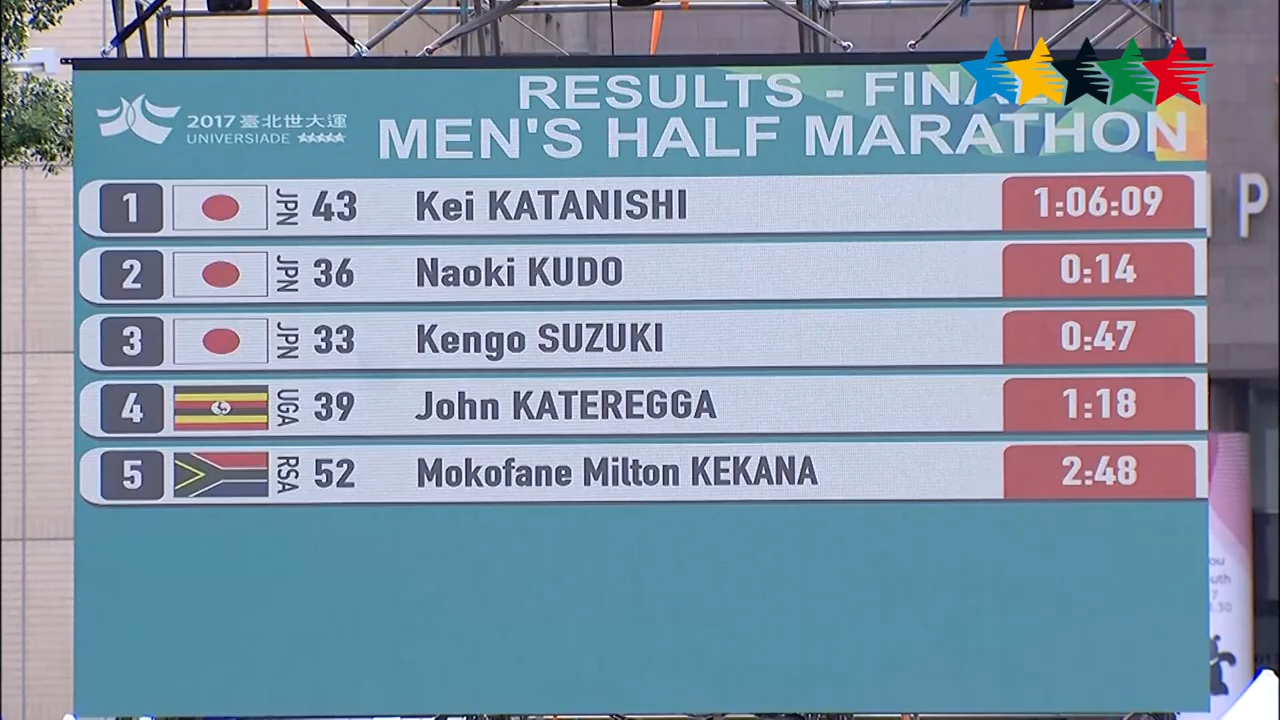 RESULTS - FINAL
MEN'S HALF MARATHON
2017 臺北世大運
UNIVERSIADE
1 JPN 43 Kei KATANISHI 1:06:09
2 JPN 36 Naoki KUDO 0:14
3 JPN 33 Kengo SUZUKI 0:47
4 UGA 39 John KATEREGGA 1:18
5 RSA 52 Mokofane Milton KEKANA 2:48
P